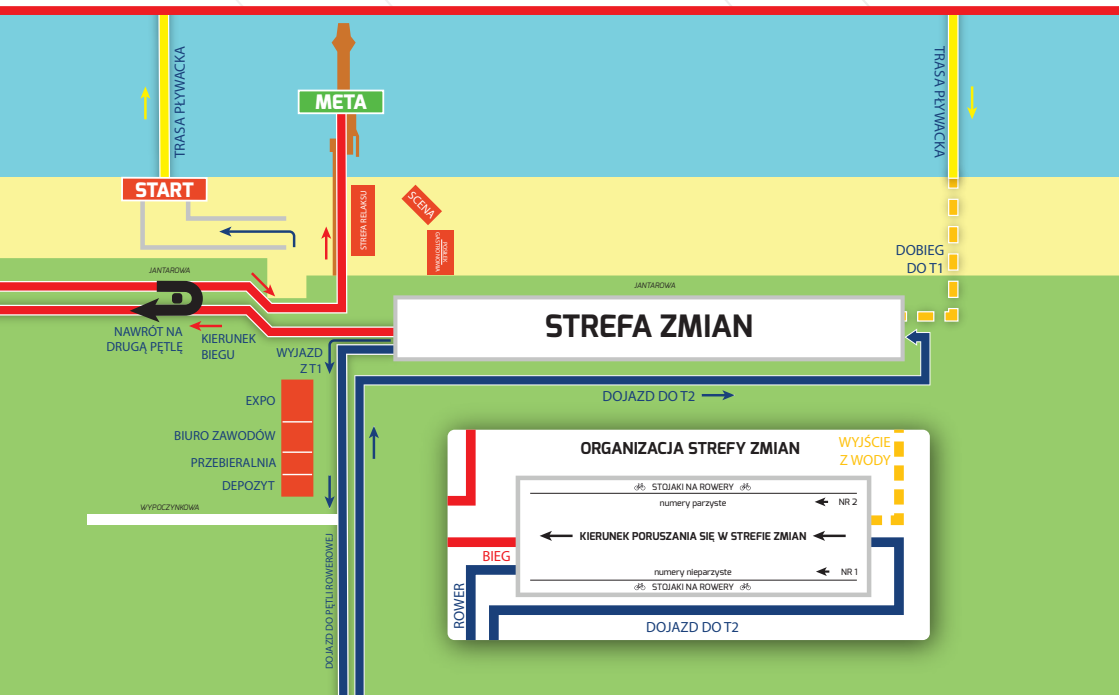 TRASA PŁYWACKA
META
TRASA PŁYWACKA
START
STREFA RELAKSU
SCENA
POSIŁEK
GASTRONOMIA
DOBIEG
DO T1
JANTAROWA
JANTAROWA
STREFA ZMIAN
NAWRÓT NA
DRUGĄ PĘTLĘ
KIERUNEK
BIEGU
WYJAZD
Z T1
DOJAZD DO T2
EXPO
BIURO ZAWODÓW
PRZEBIERALNIA
DEPOZYT
WYPOCZYNKOWA
DOJAZD DO PĘTLI ROWEROWEJ
ORGANIZACJA STREFY ZMIAN
WYJŚCIE
Z WODY
STOJAKI NA ROWERY
numery parzyste
NR 2
KIERUNEK PORUSZANIA SIĘ W STREFIE ZMIAN
BIEG
numery nieparzyste
NR 1
STOJAKI NA ROWERY
ROWER
DOJAZD DO T2